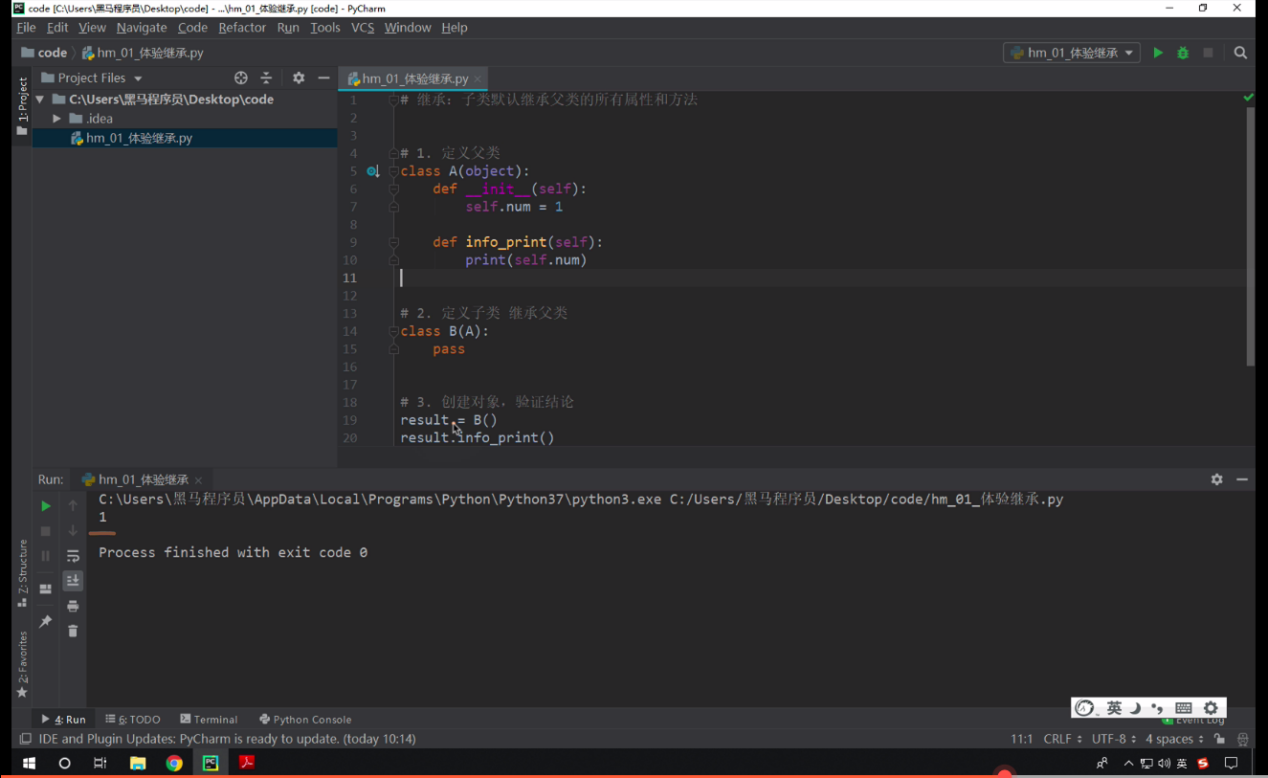 code [C:\Users\黑马程序员\Desktop\code] - ...\hm_01_体验继承.py [code] - PyCharm
File Edit View Navigate Code Refactor Run Tools VCS Window Help
code hm_01_体验继承.py hm_01_体验继承
1: Project
Project Files
hm_01_体验继承.py
C:\Users\黑马程序员\Desktop\code
.idea
hm_01_体验继承.py
1 # 继承：子类默认继承父类的所有属性和方法
2
3
4 # 1. 定义父类
5 class A(object):
6 def __init__(self):
7 self.num = 1
8
9 def info_print(self):
10 print(self.num)
11
12
13 # 2. 定义子类 继承父类
14 class B(A):
15 pass
16
17
18 # 3. 创建对象，验证结论
19 result = B()
20 result.info_print()
Run: hm_01_体验继承
C:\Users\黑马程序员\AppData\Local\Programs\Python\Python37\python3.exe C:/Users/黑马程序员/Desktop/code/hm_01_体验继承.py
1
Process finished with exit code 0
Z: Structure
2: Favorites
英
4: Run 6: TODO Terminal Python Console Event Log
IDE and Plugin Updates: PyCharm is ready to update. (today 10:14) 11:1 CRLF UTF-8 4 spaces
英